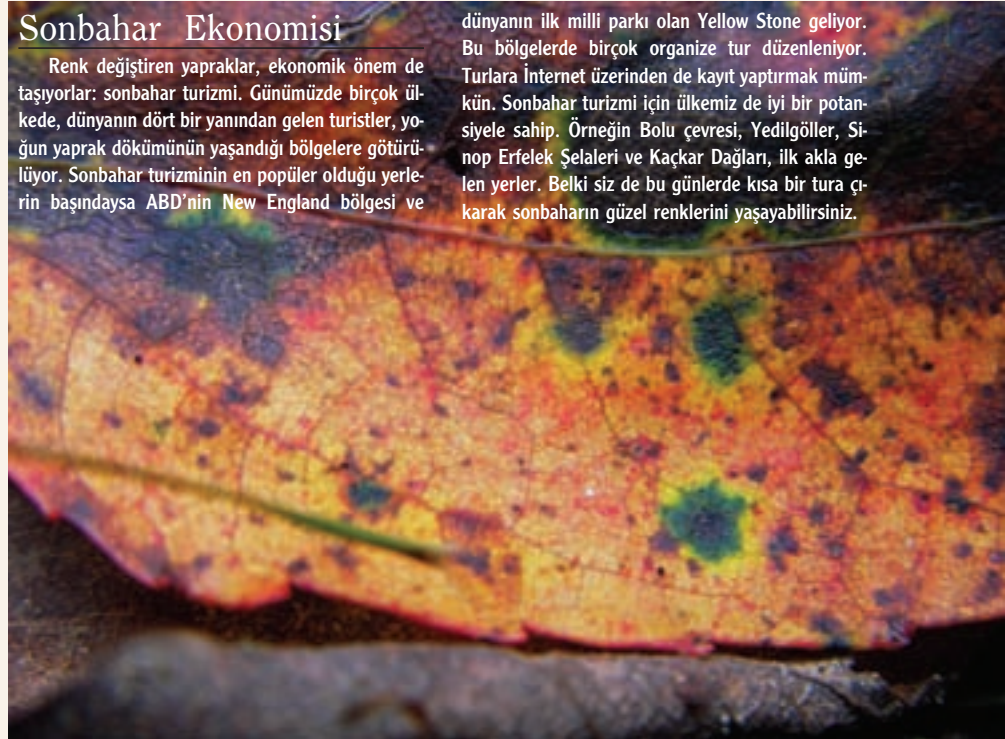 Sonbahar Ekonomisi
Renk değiştiren yapraklar, ekonomik önem de
taşıyorlar: sonbahar turizmi. Günümüzde birçok ül-
kede, dünyanın dört bir yanından gelen turistler, yo-
ğun yaprak dökümünün yaşandığı bölgelere götürü-
lüyor. Sonbahar turizminin en popüler olduğu yerle-
rin başındaysa ABD'nin New England bölgesi ve
dünyanın ilk milli parkı olan Yellow Stone geliyor.
Bu bölgelerde birçok organize tur düzenleniyor.
Turlara İnternet üzerinden de kayıt yaptırmak müm-
kün. Sonbahar turizmi için ülkemiz de iyi bir potan-
siyele sahip. Örneğin Bolu çevresi, Yedilgöller, Si-
nop Erfelek Şelaleri ve Kaçkar Dağları, ilk akla ge-
len yerler. Belki siz de bu günlerde kısa bir tura çı-
karak sonbaharın güzel renklerini yaşayabilirsiniz.